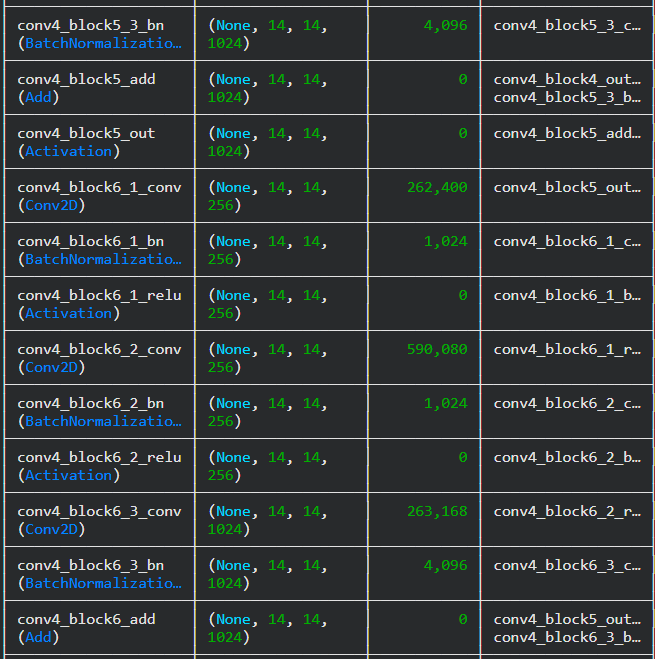 conv4_block5_3_bn (None, 14, 14, 4,096 conv4_block5_3_c…
(BatchNormalizatio… 1024)
conv4_block5_add (None, 14, 14, 0 conv4_block4_out…
(Add) 1024) conv4_block5_3_b…
conv4_block5_out (None, 14, 14, 0 conv4_block5_add…
(Activation) 1024)
conv4_block6_1_conv (None, 14, 14, 262,400 conv4_block5_out…
(Conv2D) 256)
conv4_block6_1_bn (None, 14, 14, 1,024 conv4_block6_1_c…
(BatchNormalizatio… 256)
conv4_block6_1_relu (None, 14, 14, 0 conv4_block6_1_b…
(Activation) 256)
conv4_block6_2_conv (None, 14, 14, 590,080 conv4_block6_1_r…
(Conv2D) 256)
conv4_block6_2_bn (None, 14, 14, 1,024 conv4_block6_2_c…
(BatchNormalizatio… 256)
conv4_block6_2_relu (None, 14, 14, 0 conv4_block6_2_b…
(Activation) 256)
conv4_block6_3_conv (None, 14, 14, 263,168 conv4_block6_2_r…
(Conv2D) 1024)
conv4_block6_3_bn (None, 14, 14, 4,096 conv4_block6_3_c…
(BatchNormalizatio… 1024)
conv4_block6_add (None, 14, 14, 0 conv4_block5_out…
(Add) 1024) conv4_block6_3_b…